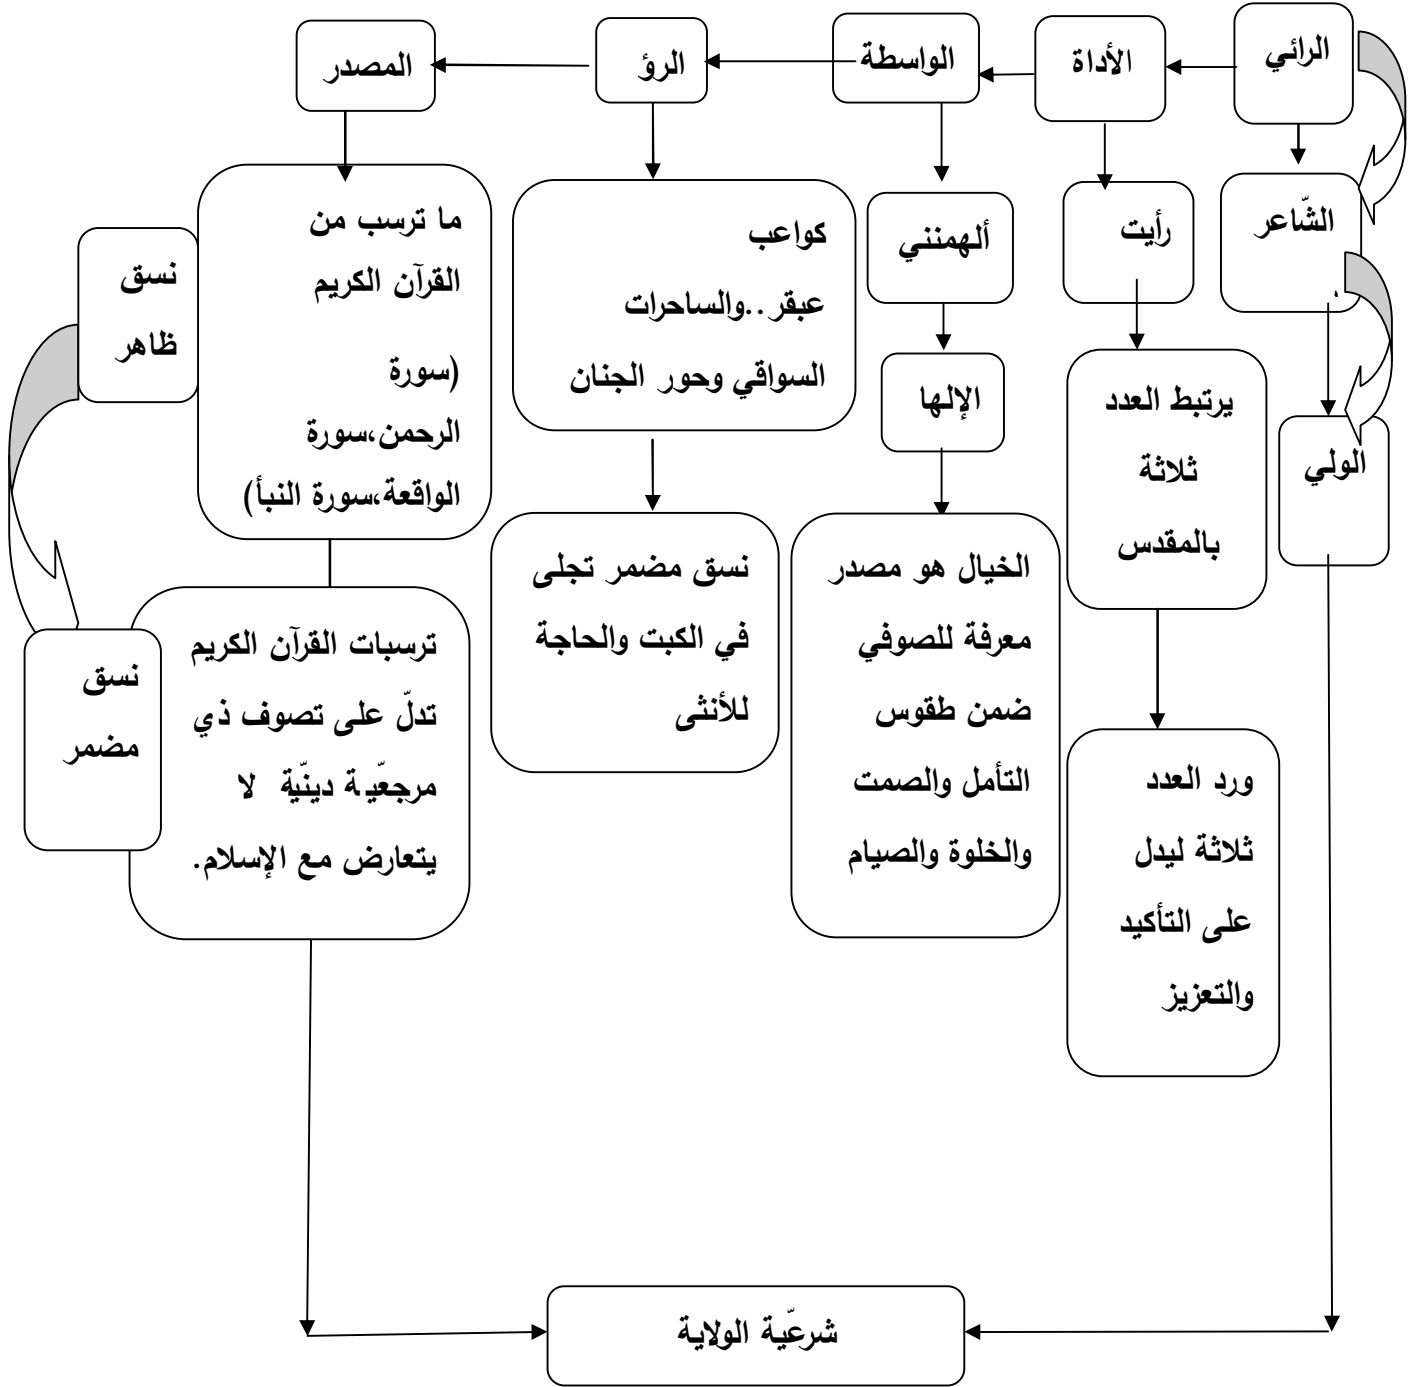 الرائي
الأداة
الواسطة
الرؤ
المصدر
الشّاعر
رأيت
ألهمنني
كواعب
عبقر..والساحرات
السواقي وحور الجنان
ما ترسب من
القرآن الكريم
(سورة
الرحمن،سورة
الواقعة،سورة النبأ)
نسق
ظاهر
الولي
يرتبط العدد
ثلاثة
بالمقدس
الإلها
الخيال هو مصدر
معرفة للصوفي
ضمن طقوس
التأمل والصمت
والخلوة والصيام
نسق مضمر تجلى
في الكبت والحاجة
للأنثى
ترسبات القرآن الكريم
تدلّ على تصوف ذي
مرجعّية دينّية لا
يتعارض مع الإسلام.
نسق
مضمر
ورد العدد
ثلاثة ليدل
على التأكيد
والتعزيز
شرعّية الولاية